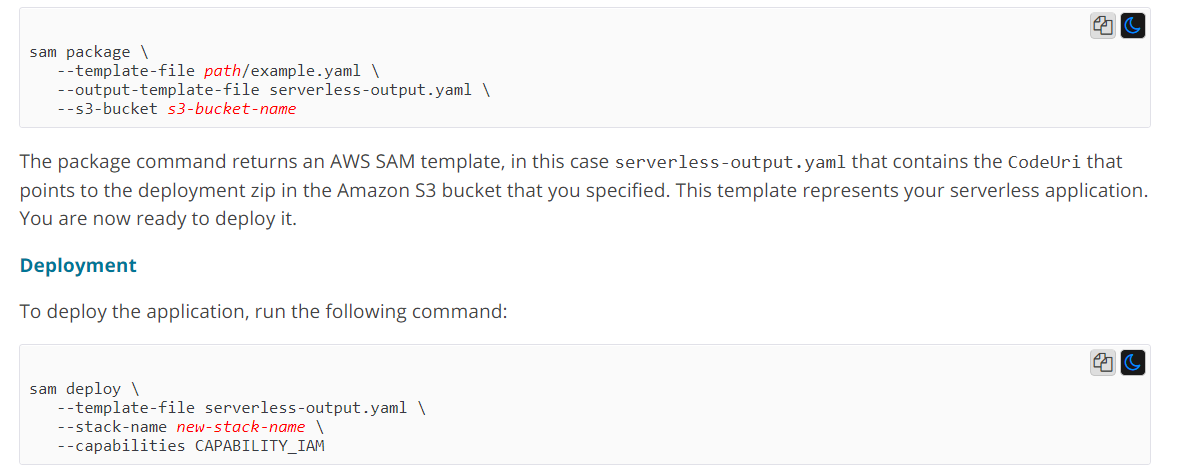 sam package \
--template-file path/example.yaml \
--output-template-file serverless-output.yaml \
--s3-bucket s3-bucket-name
The package command returns an AWS SAM template, in this case serverless-output.yaml that contains the CodeUri that
points to the deployment zip in the Amazon S3 bucket that you specified. This template represents your serverless application.
You are now ready to deploy it.
Deployment
To deploy the application, run the following command:
sam deploy \
--template-file serverless-output.yaml \
--stack-name new-stack-name \
--capabilities CAPABILITY_IAM